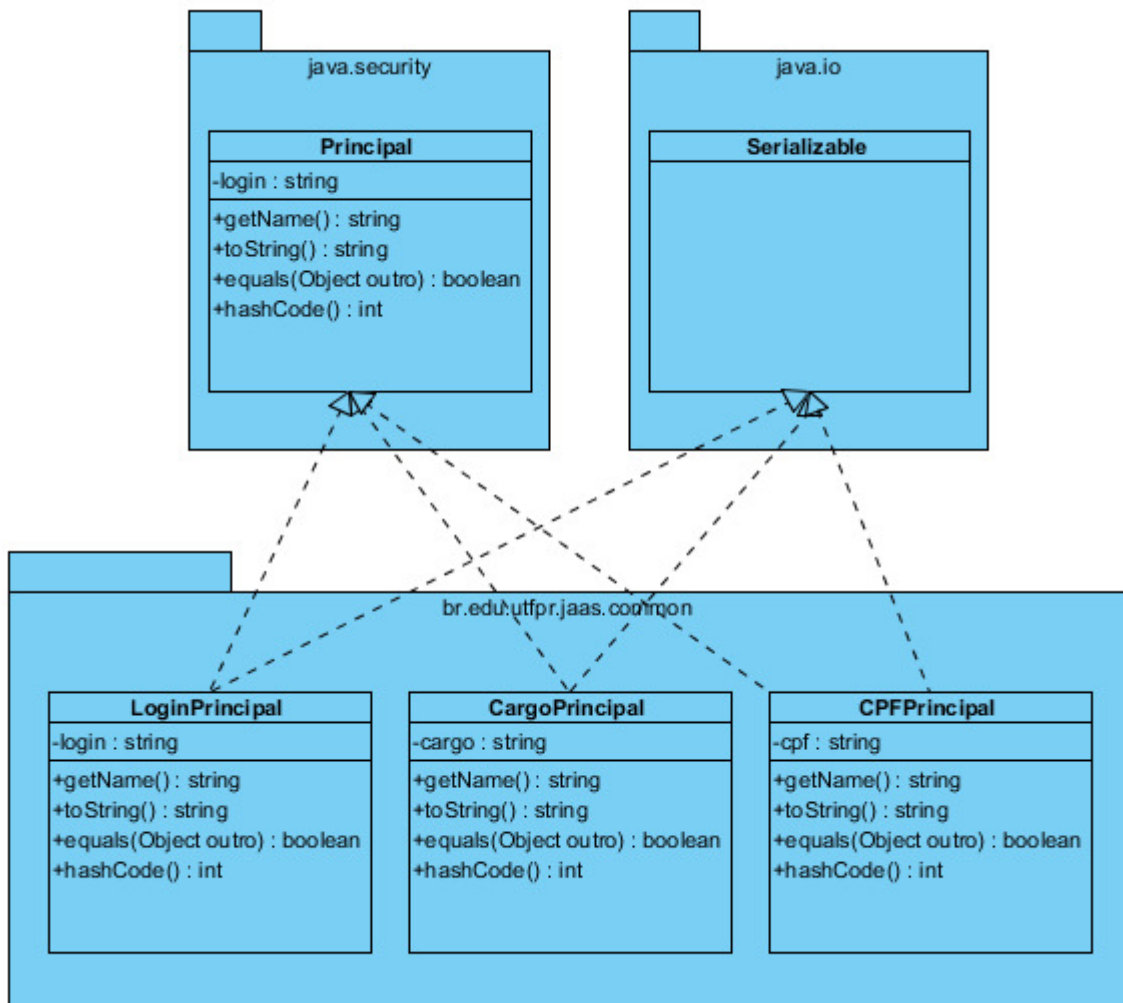 java.security
java.io
Principal
-login : string
+getName() : string
+toString() : string
+equals(Object outro) : boolean
+hashCode() : int
Serializable
br.edu.utfpr.jaas.common
LoginPrincipal
-login : string
+getName() : string
+toString() : string
+equals(Object outro) : boolean
+hashCode() : int
CargoPrincipal
-cargo : string
+getName() : string
+toString() : string
+equals(Object outro) : boolean
+hashCode() : int
CPFPrincipal
-cpf : string
+getName() : string
+toString() : string
+equals(Object outro) : boolean
+hashCode() : int